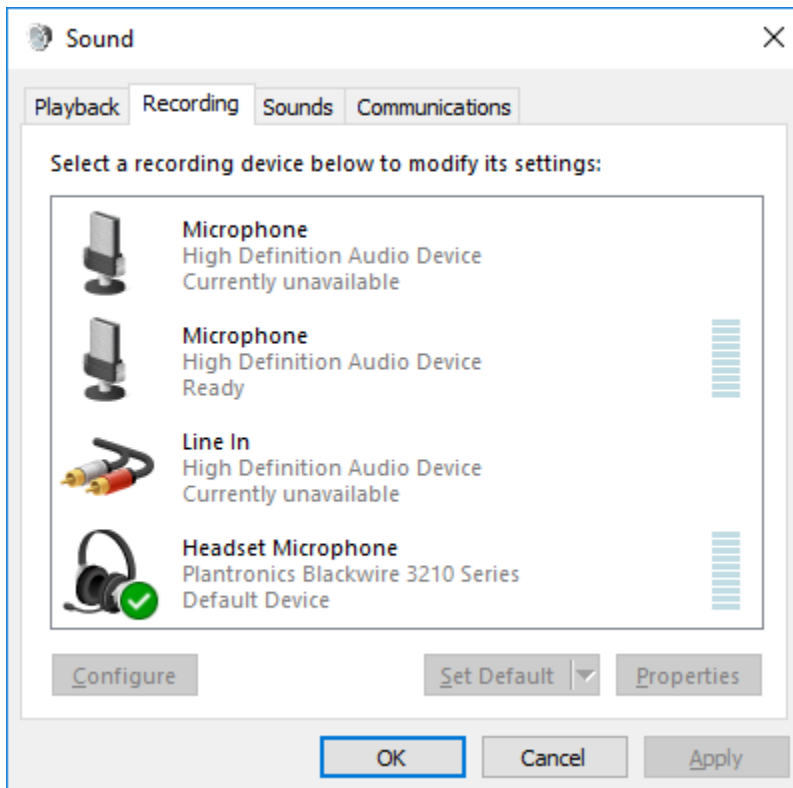 Sound
Playback Recording Sounds Communications
Select a recording device below to modify its settings:
Microphone
High Definition Audio Device
Currently unavailable
Microphone
High Definition Audio Device
Ready
Line In
High Definition Audio Device
Currently unavailable
Headset Microphone
Plantronics Blackwire 3210 Series
Default Device
Configure Set Default Properties
OK Cancel Apply